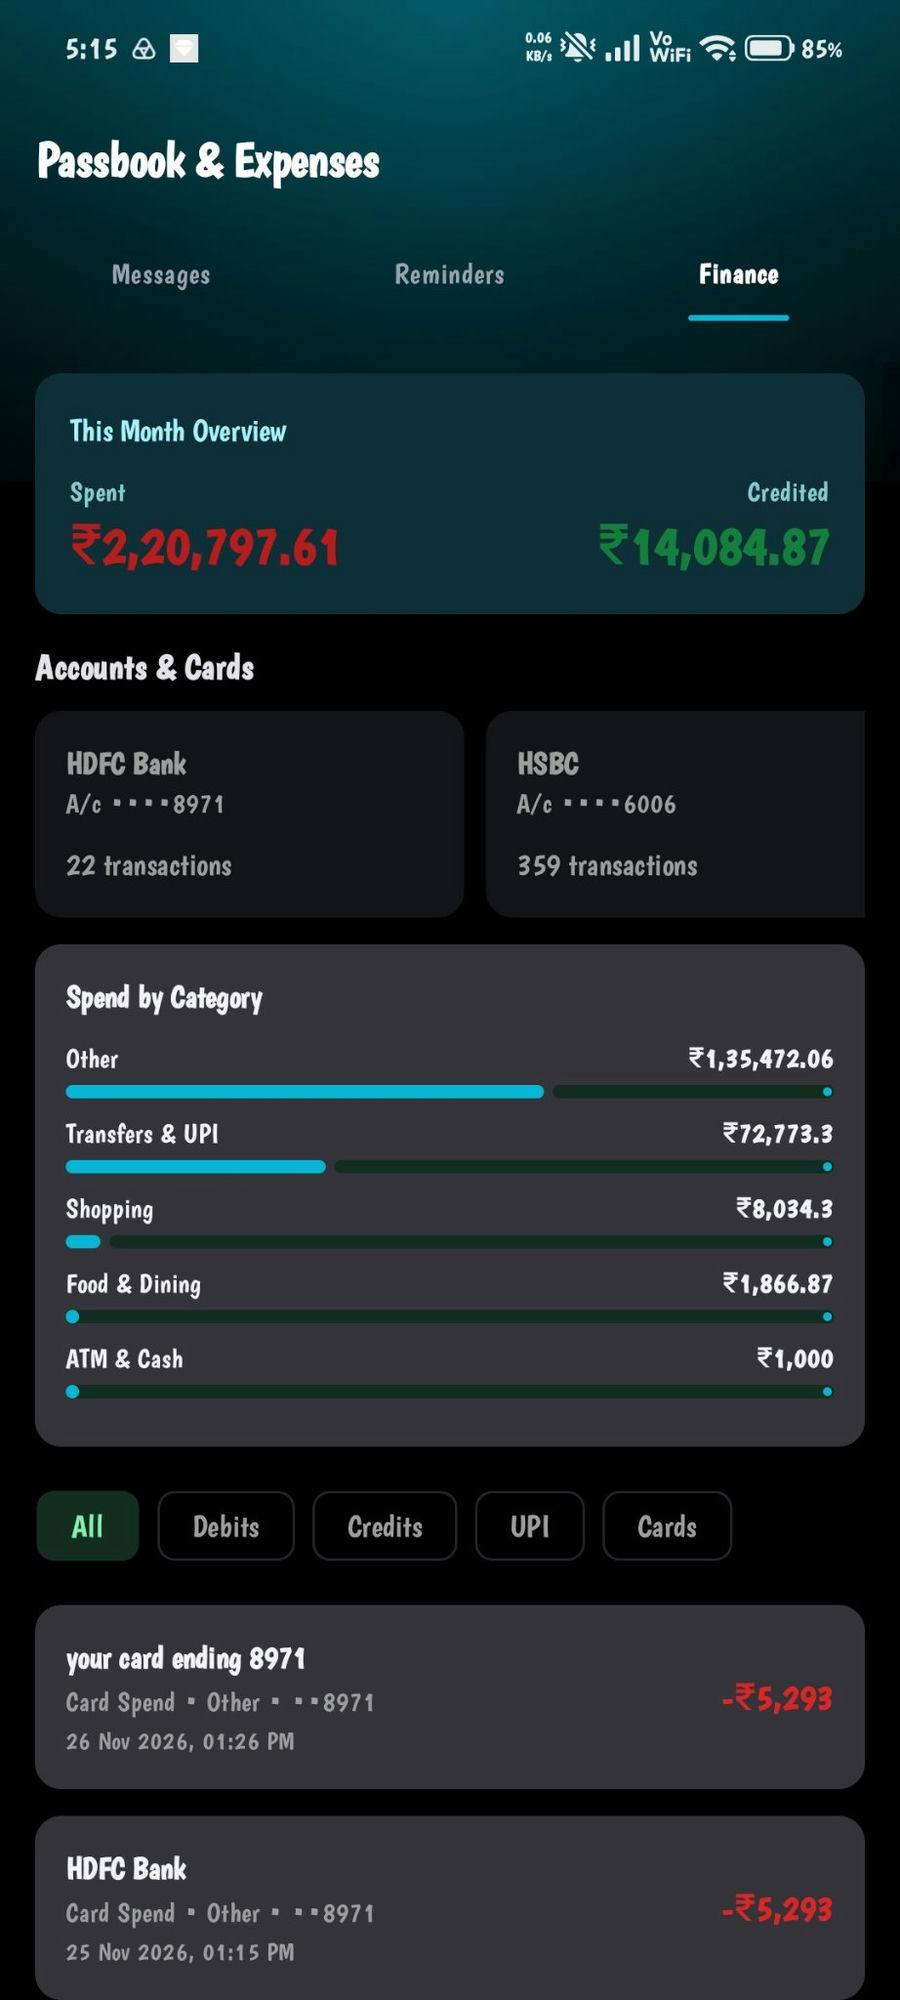 5:15
0.06 KB/s Vo WiFi 85%
Passbook & Expenses
Messages Reminders Finance
This Month Overview
Spent Credited
₹2,20,797.61 ₹14,084.87
Accounts & Cards
HDFC Bank HSBC
A/c ••••8971 A/c ••••6006
22 transactions 359 transactions
Spend by Category
Other ₹1,35,472.06
Transfers & UPI ₹72,773.3
Shopping ₹8,034.3
Food & Dining ₹1,866.87
ATM & Cash ₹1,000
All Debits Credits UPI Cards
your card ending 8971
Card Spend • Other • ••8971 -₹5,293
26 Nov 2026, 01:26 PM
HDFC Bank
Card Spend • Other • ••8971 -₹5,293
25 Nov 2026, 01:15 PM